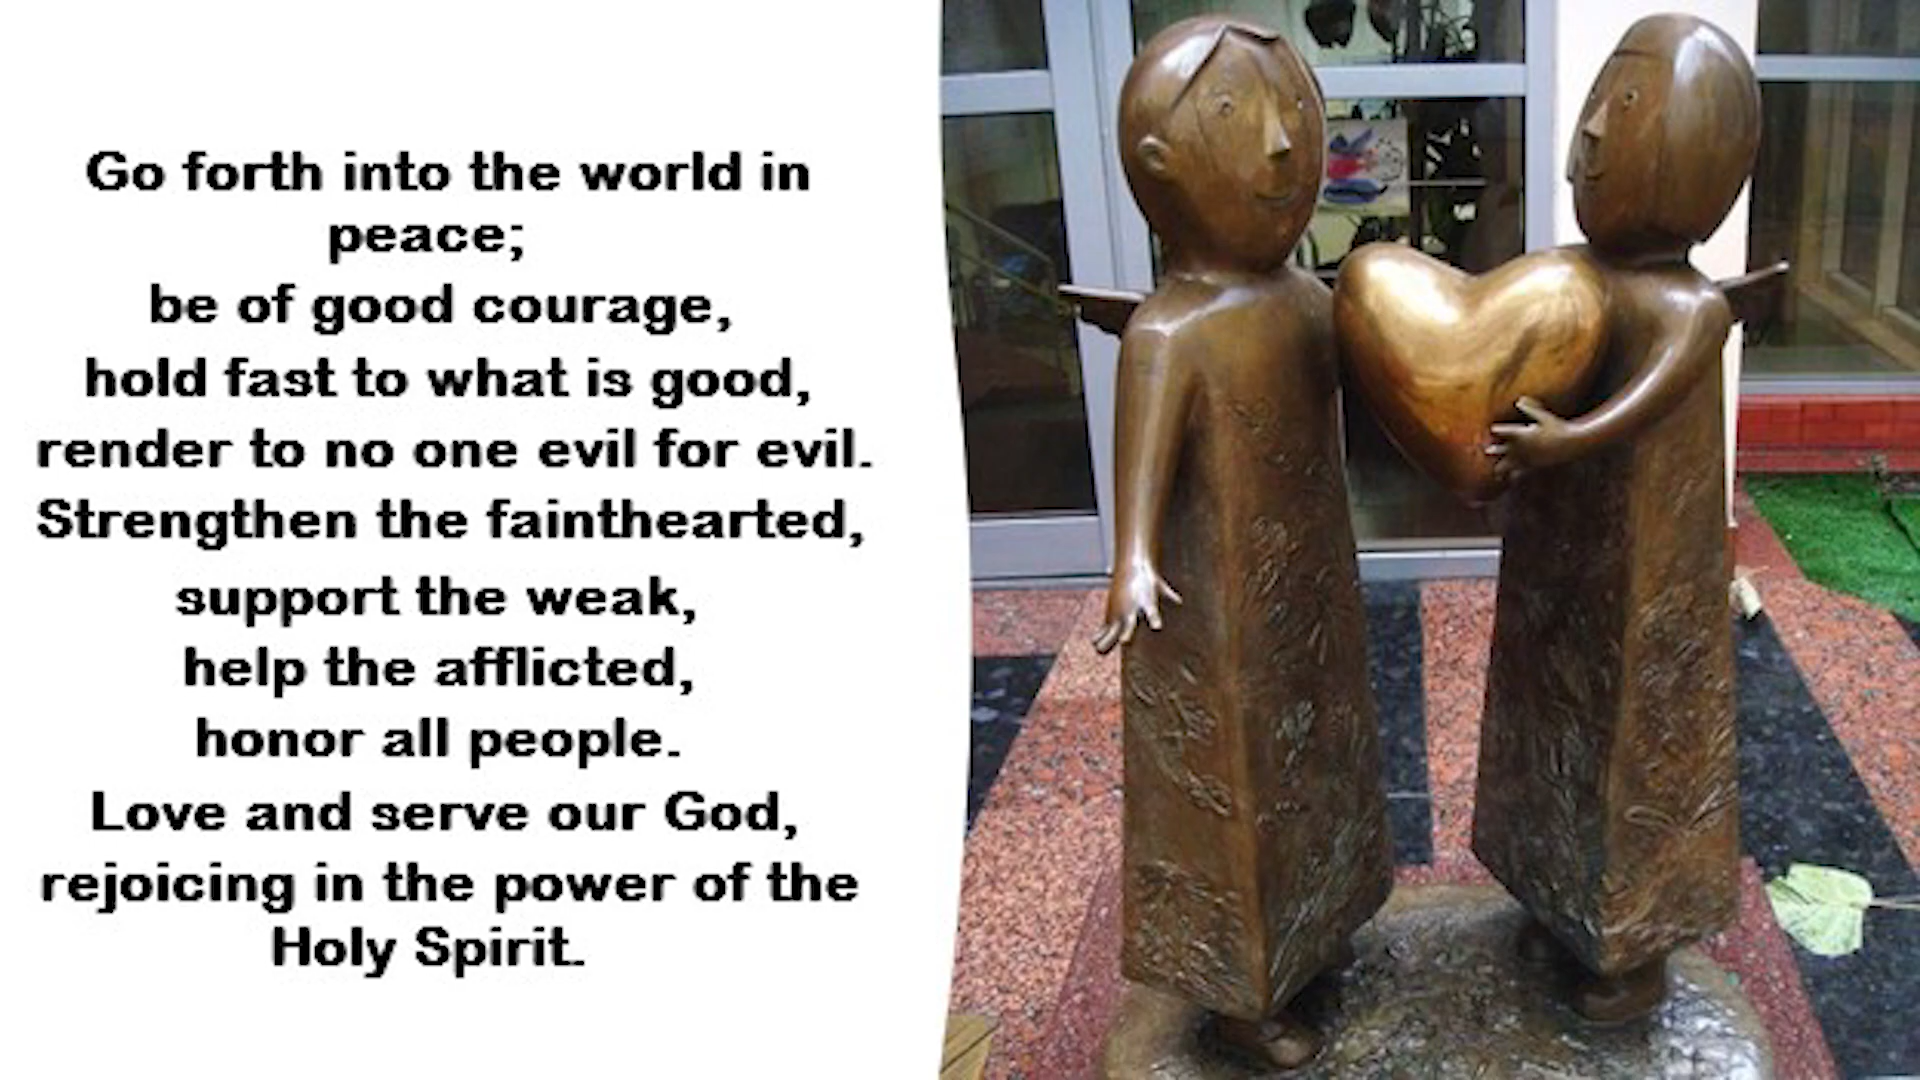 Go forth into the world in
peace;
be of good courage,
hold fast to what is good,
render to no one evil for evil.
Strengthen the fainthearted,
support the weak,
help the afflicted,
honor all people.
Love and serve our God,
rejoicing in the power of the
Holy Spirit.